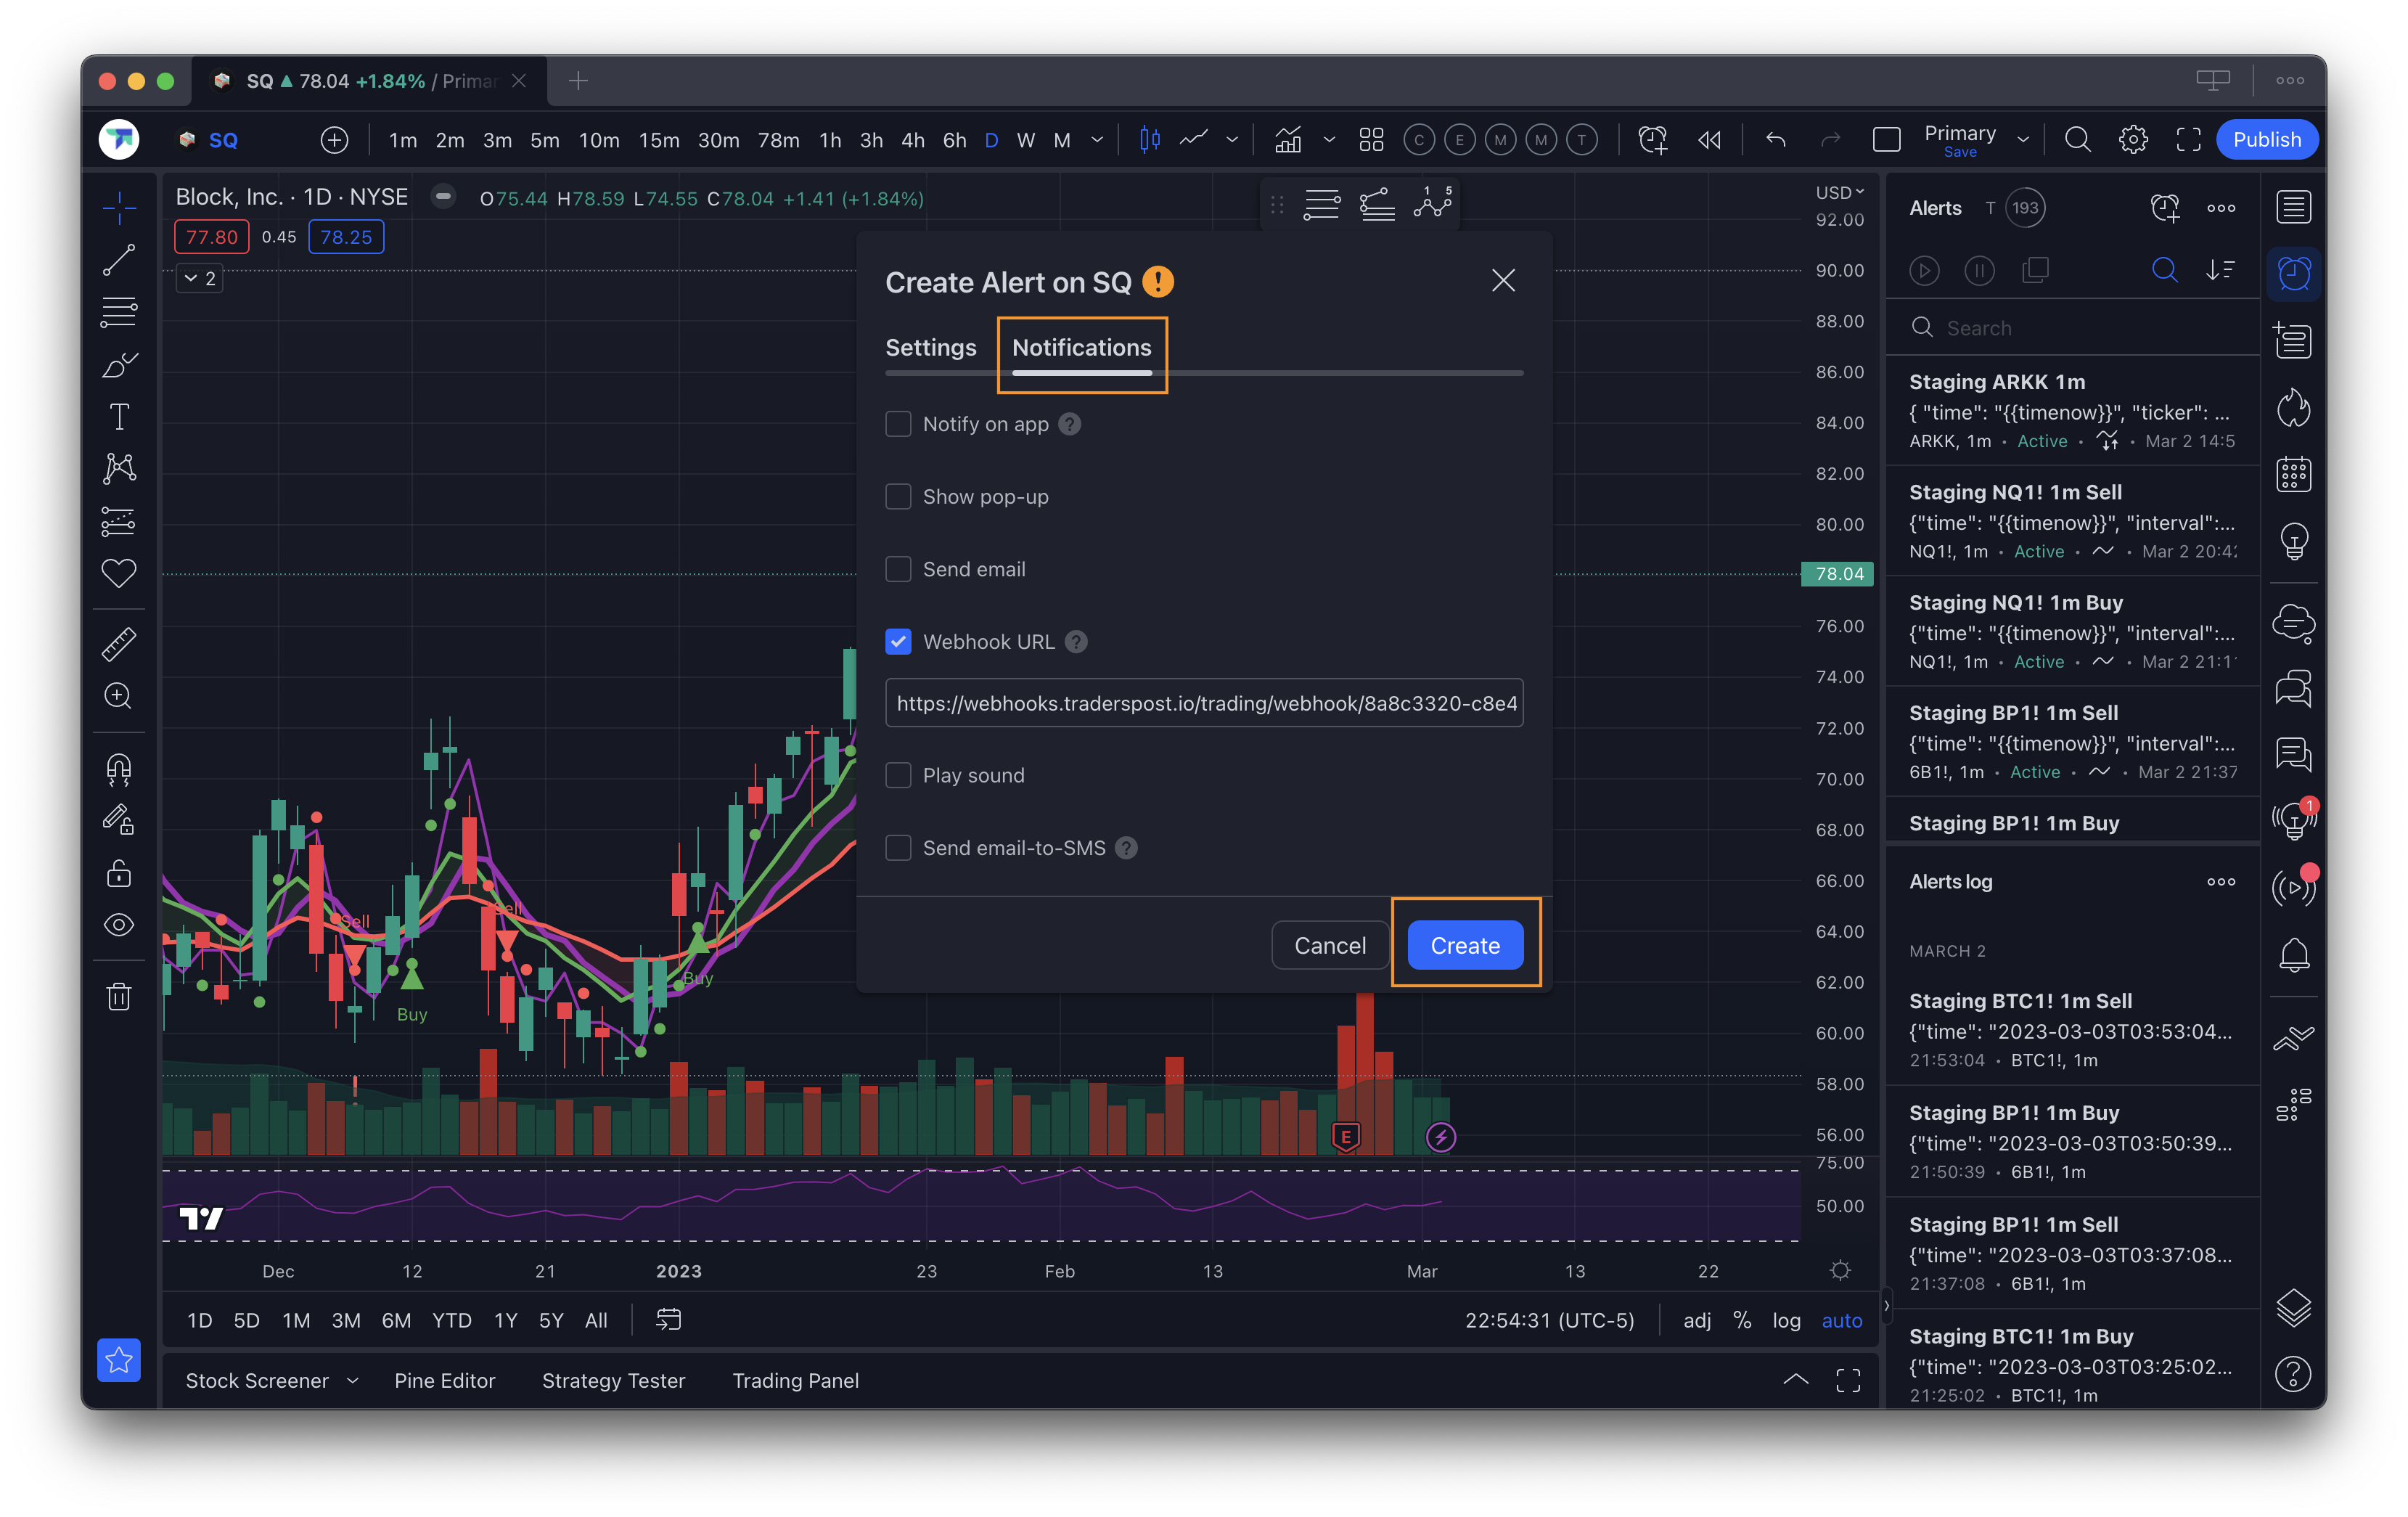 SQ ▲ 78.04 +1.84% / Primar
SQ 1m 2m 3m 5m 10m 15m 30m 78m 1h 3h 4h 6h D W M C E M M T Primary Save Publish
Block, Inc. · 1D · NYSE O75.44 H78.59 L74.55 C78.04 +1.41 (+1.84%)
77.80 0.45 78.25
2
1 5
USD
92.00
90.00
88.00
86.00
84.00
82.00
80.00
78.04
76.00
74.00
72.00
70.00
68.00
66.00
64.00
62.00
60.00
58.00
56.00
75.00
50.00
Create Alert on SQ !
Settings Notifications
Notify on app ?
Show pop-up
Send email
Webhook URL ?
https://webhooks.traderspost.io/trading/webhook/8a8c3320-c8e4
Play sound
Send email-to-SMS ?
Cancel Create
Sell
Sell
Buy
Buy
E
Dec 12 21 2023 23 Feb 13 Mar 13 22
1D 5D 1M 3M 6M YTD 1Y 5Y All 22:54:31 (UTC-5) adj % log auto
Stock Screener Pine Editor Strategy Tester Trading Panel
Alerts T 193
Search
Staging ARKK 1m
{ "time": "{{timenow}}", "ticker": ...
ARKK, 1m • Active • • Mar 2 14:5
Staging NQ1! 1m Sell
{"time": "{{timenow}}", "interval":...
NQ1!, 1m • Active • • Mar 2 20:42
Staging NQ1! 1m Buy
{"time": "{{timenow}}", "interval":...
NQ1!, 1m • Active • • Mar 2 21:1
Staging BP1! 1m Sell
{"time": "{{timenow}}", "interval":...
6B1!, 1m • Active • • Mar 2 21:37
Staging BP1! 1m Buy
Alerts log
MARCH 2
Staging BTC1! 1m Sell
{"time": "2023-03-03T03:53:04...
21:53:04 • BTC1!, 1m
Staging BP1! 1m Buy
{"time": "2023-03-03T03:50:39...
21:50:39 • 6B1!, 1m
Staging BP1! 1m Sell
{"time": "2023-03-03T03:37:08...
21:37:08 • 6B1!, 1m
Staging BTC1! 1m Buy
{"time": "2023-03-03T03:25:02...
21:25:02 • BTC1!, 1m
1